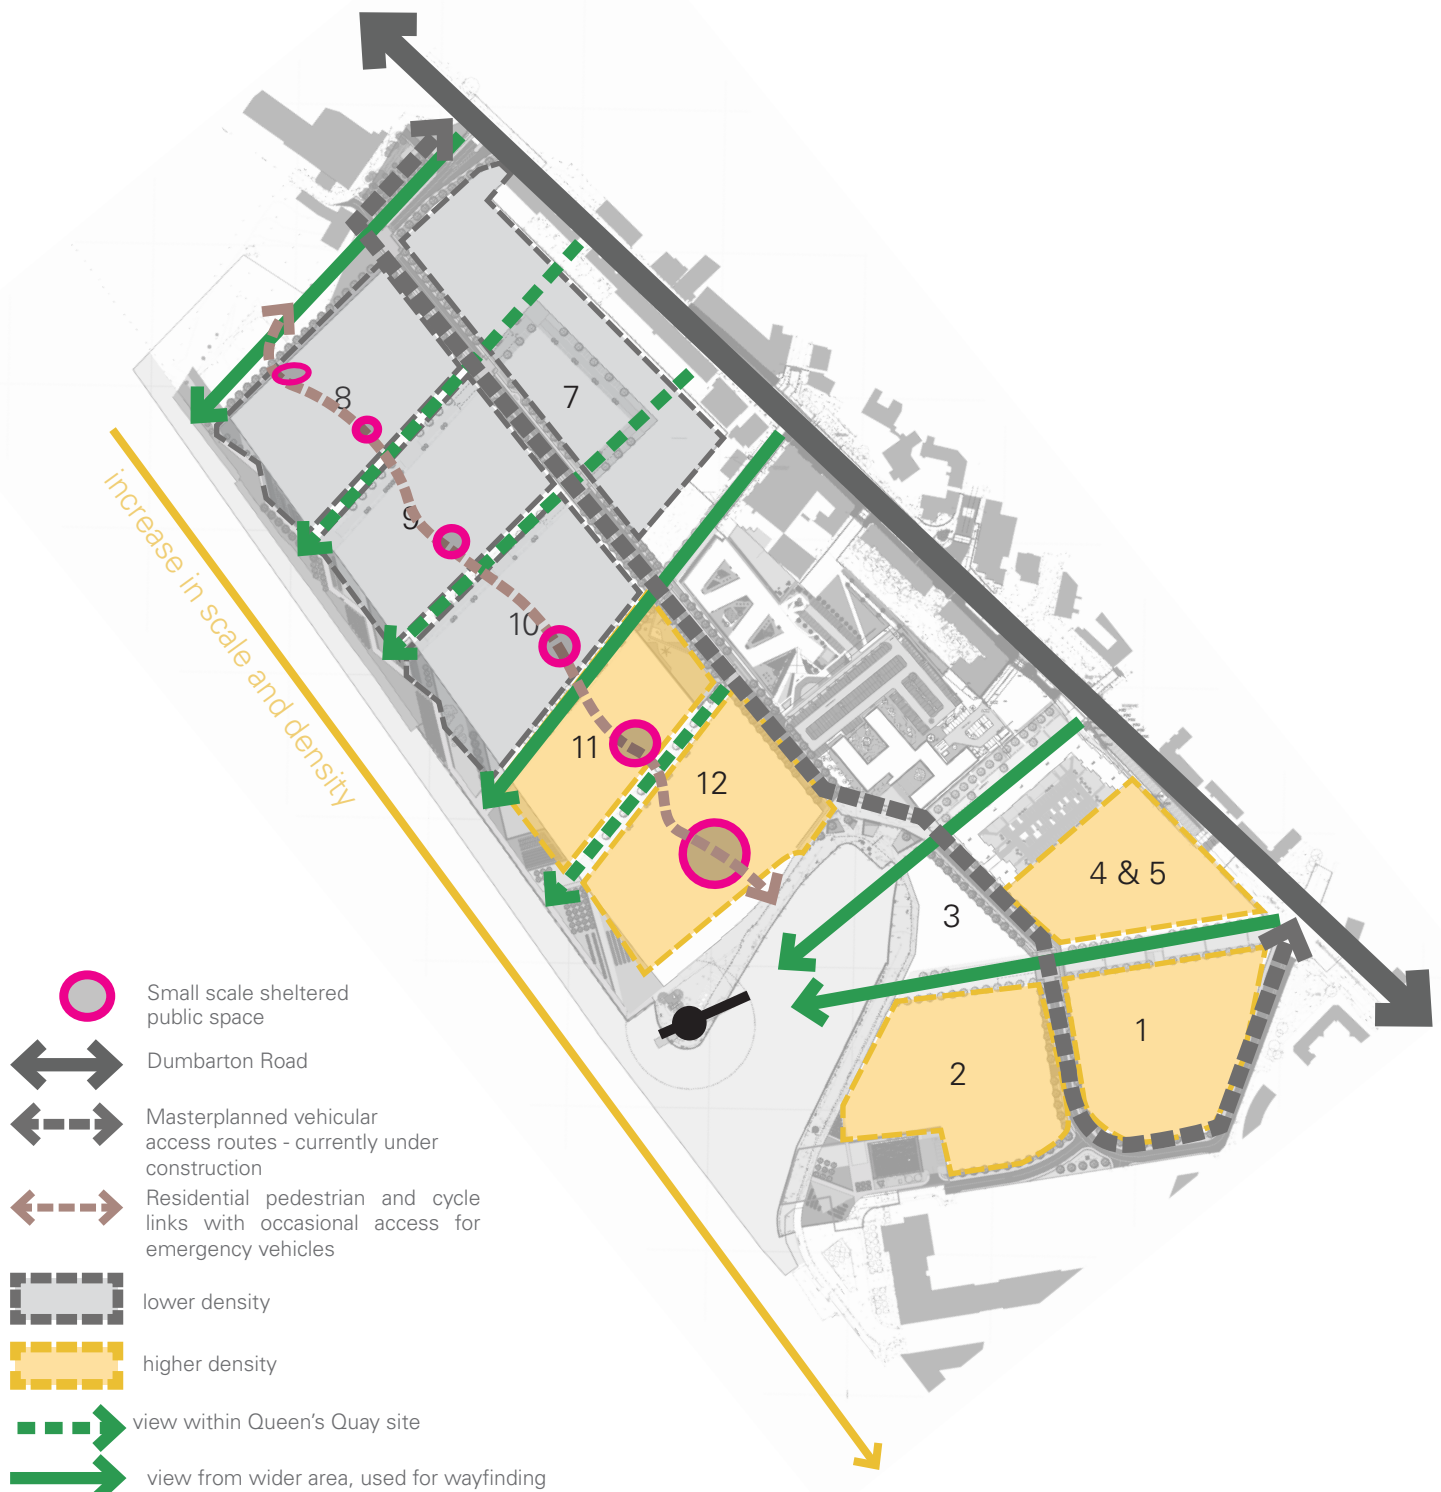 7
8
9
10
11
12
4 & 5
3
1
2
increase in scale and density
Small scale sheltered
public space
Dumbarton Road
Masterplanned vehicular
access routes - currently under
construction
Residential pedestrian and cycle
links with occasional access for
emergency vehicles
lower density
higher density
view within Queen's Quay site
view from wider area, used for wayfinding